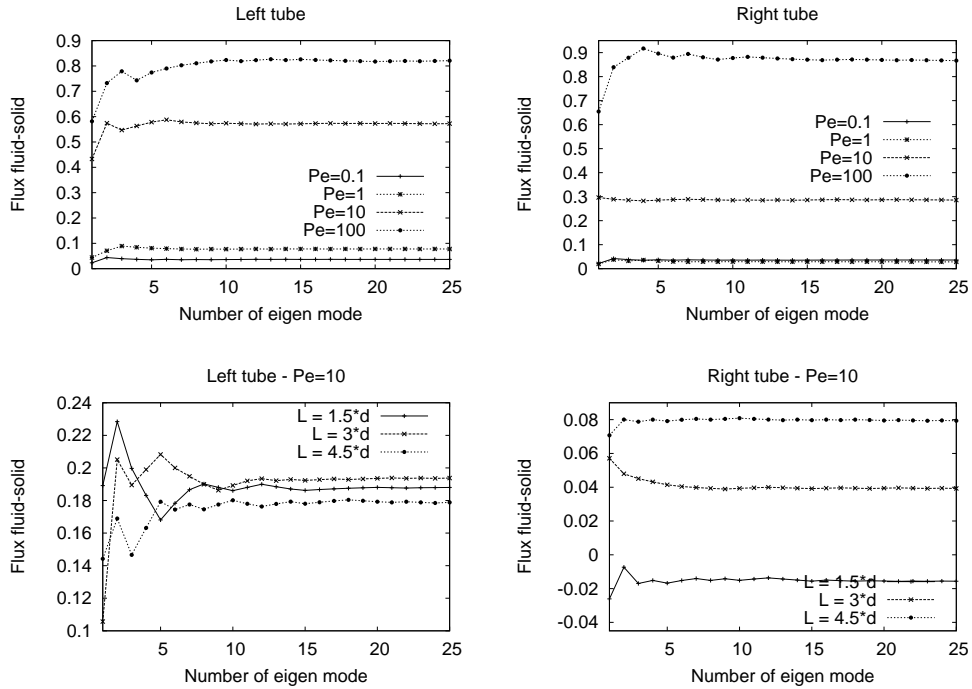 Left tube
Flux fluid-solid
0.9
0.8
0.7
0.6
0.5
0.4
0.3
0.2
0.1
0
Pe=0.1
Pe=1
Pe=10
Pe=100
5 10 15 20 25
Number of eigen mode
Right tube
Flux fluid-solid
0.9
0.8
0.7
0.6
0.5
0.4
0.3
0.2
0.1
0
Pe=0.1
Pe=1
Pe=10
Pe=100
5 10 15 20 25
Number of eigen mode
Left tube - Pe=10
Flux fluid-solid
0.24
0.22
0.2
0.18
0.16
0.14
0.12
0.1
L = 1.5*d
L = 3*d
L = 4.5*d
5 10 15 20 25
Number of eigen mode
Right tube - Pe=10
Flux fluid-solid
0.08
0.06
0.04
0.02
0
-0.02
-0.04
L = 1.5*d
L = 3*d
L = 4.5*d
5 10 15 20 25
Number of eigen mode